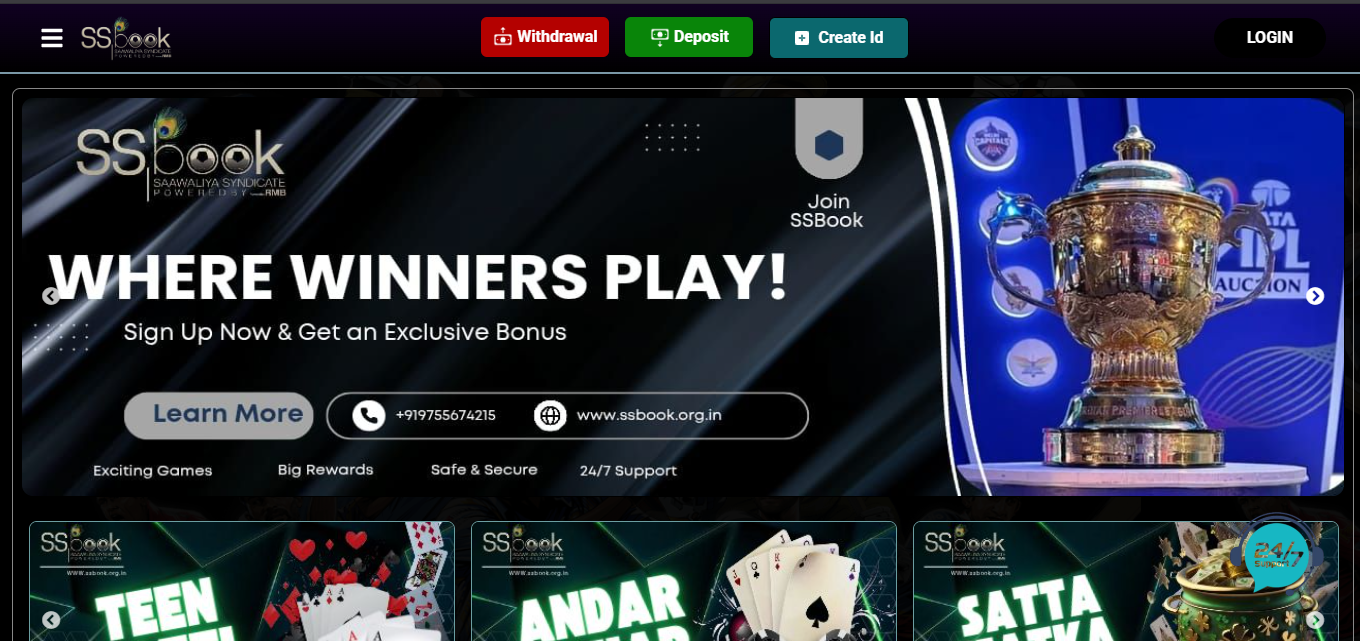 SSbook
SAAWALIYA SYNDICATE
POWERED BY RMB
Withdrawal
Deposit
Create Id
LOGIN
SSbook
SAAWALIYA SYNDICATE
POWERED BY RMB
Join
SSBook
WHERE WINNERS PLAY!
Sign Up Now & Get an Exclusive Bonus
Learn More
+919755674215
www.ssbook.org.in
Exciting Games
Big Rewards
Safe & Secure
24/7 Support
DELHI
CAPITALS
TATA
IPL
AUCTION
INDIAN PREMIER LEAGUE
SSbook
www.ssbook.org.in
TEEN
SSbook
www.ssbook.org.in
ANDAR
SSbook
www.ssbook.org.in
SATTA
24/7
Support